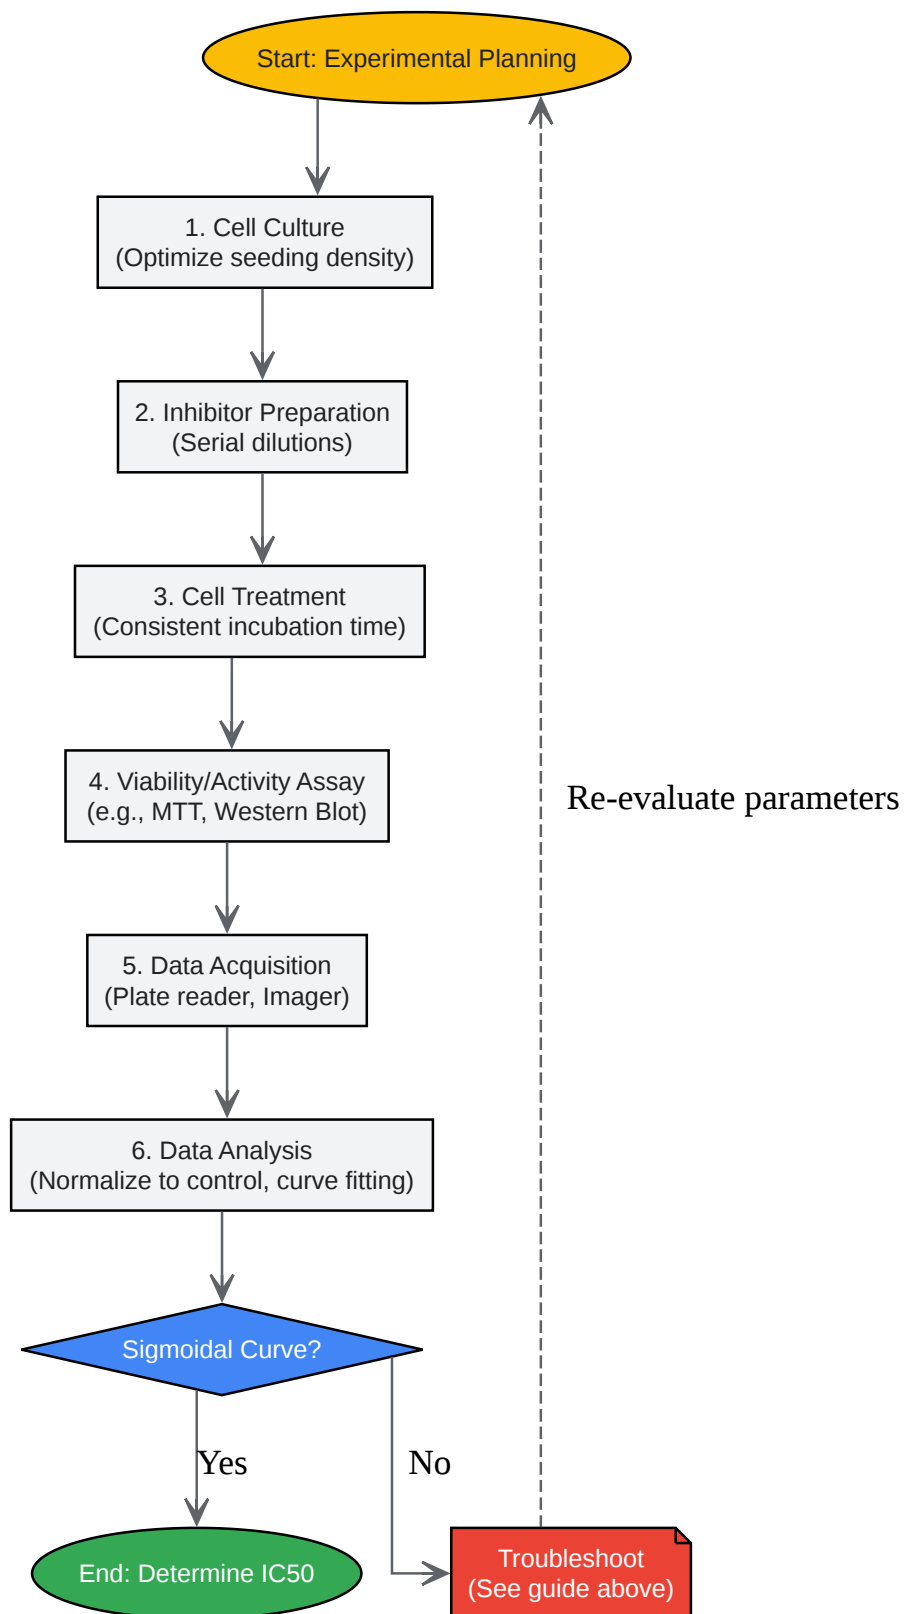 Start: Experimental Planning
1. Cell Culture
(Optimize seeding density)
2. Inhibitor Preparation
(Serial dilutions)
3. Cell Treatment
(Consistent incubation time)
4. Viability/Activity Assay
(e.g., MTT, Western Blot)
Re-evaluate parameters
5. Data Acquisition
(Plate reader, Imager)
6. Data Analysis
(Normalize to control, curve fitting)
Sigmoidal Curve?
Yes
No
End: Determine IC50
Troubleshoot
(See guide above)